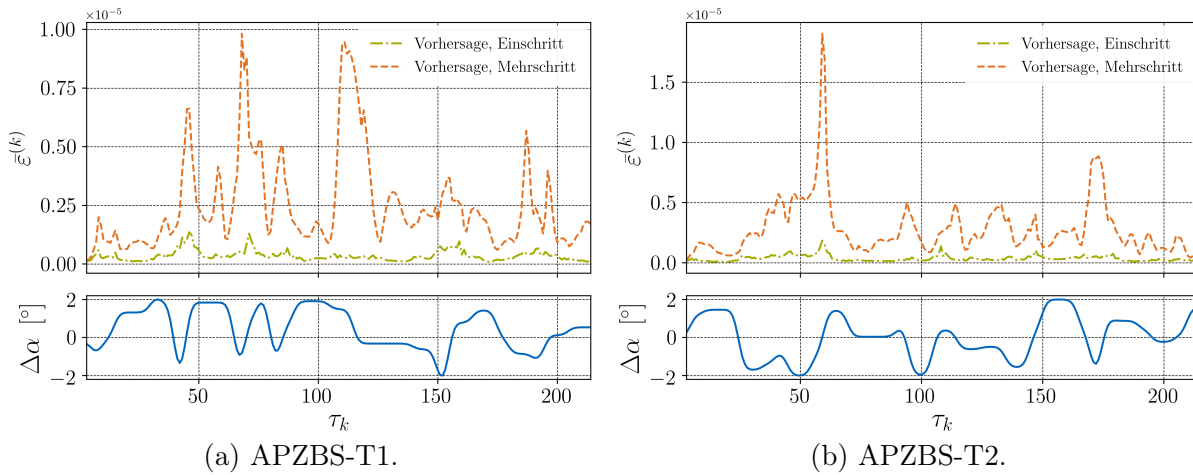 ×10⁻⁵
1.00
0.75
0.50
0.25
0.00
ε̄⁽ᵏ⁾
Vorhersage, Einschritt
Vorhersage, Mehrschritt
2
0
−2
Δα [°]
50
100
150
200
τₖ
(a) APZBS-T1.
×10⁻⁵
1.5
1.0
0.5
0.0
ε̄⁽ᵏ⁾
Vorhersage, Einschritt
Vorhersage, Mehrschritt
2
0
−2
Δα [°]
50
100
150
200
τₖ
(b) APZBS-T2.